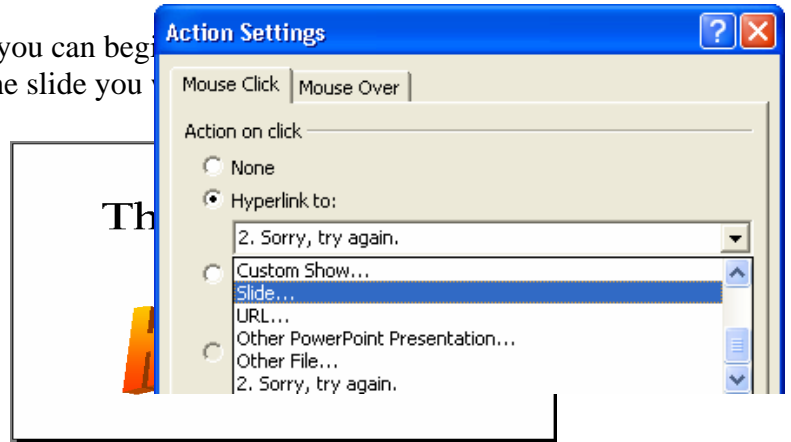 you can begi
he slide you
Th
Action Settings
Mouse Click
Mouse Over
Action on click
None
Hyperlink to:
2. Sorry, try again.
Custom Show...
Slide...
URL...
Other PowerPoint Presentation...
Other File...
2. Sorry, try again.